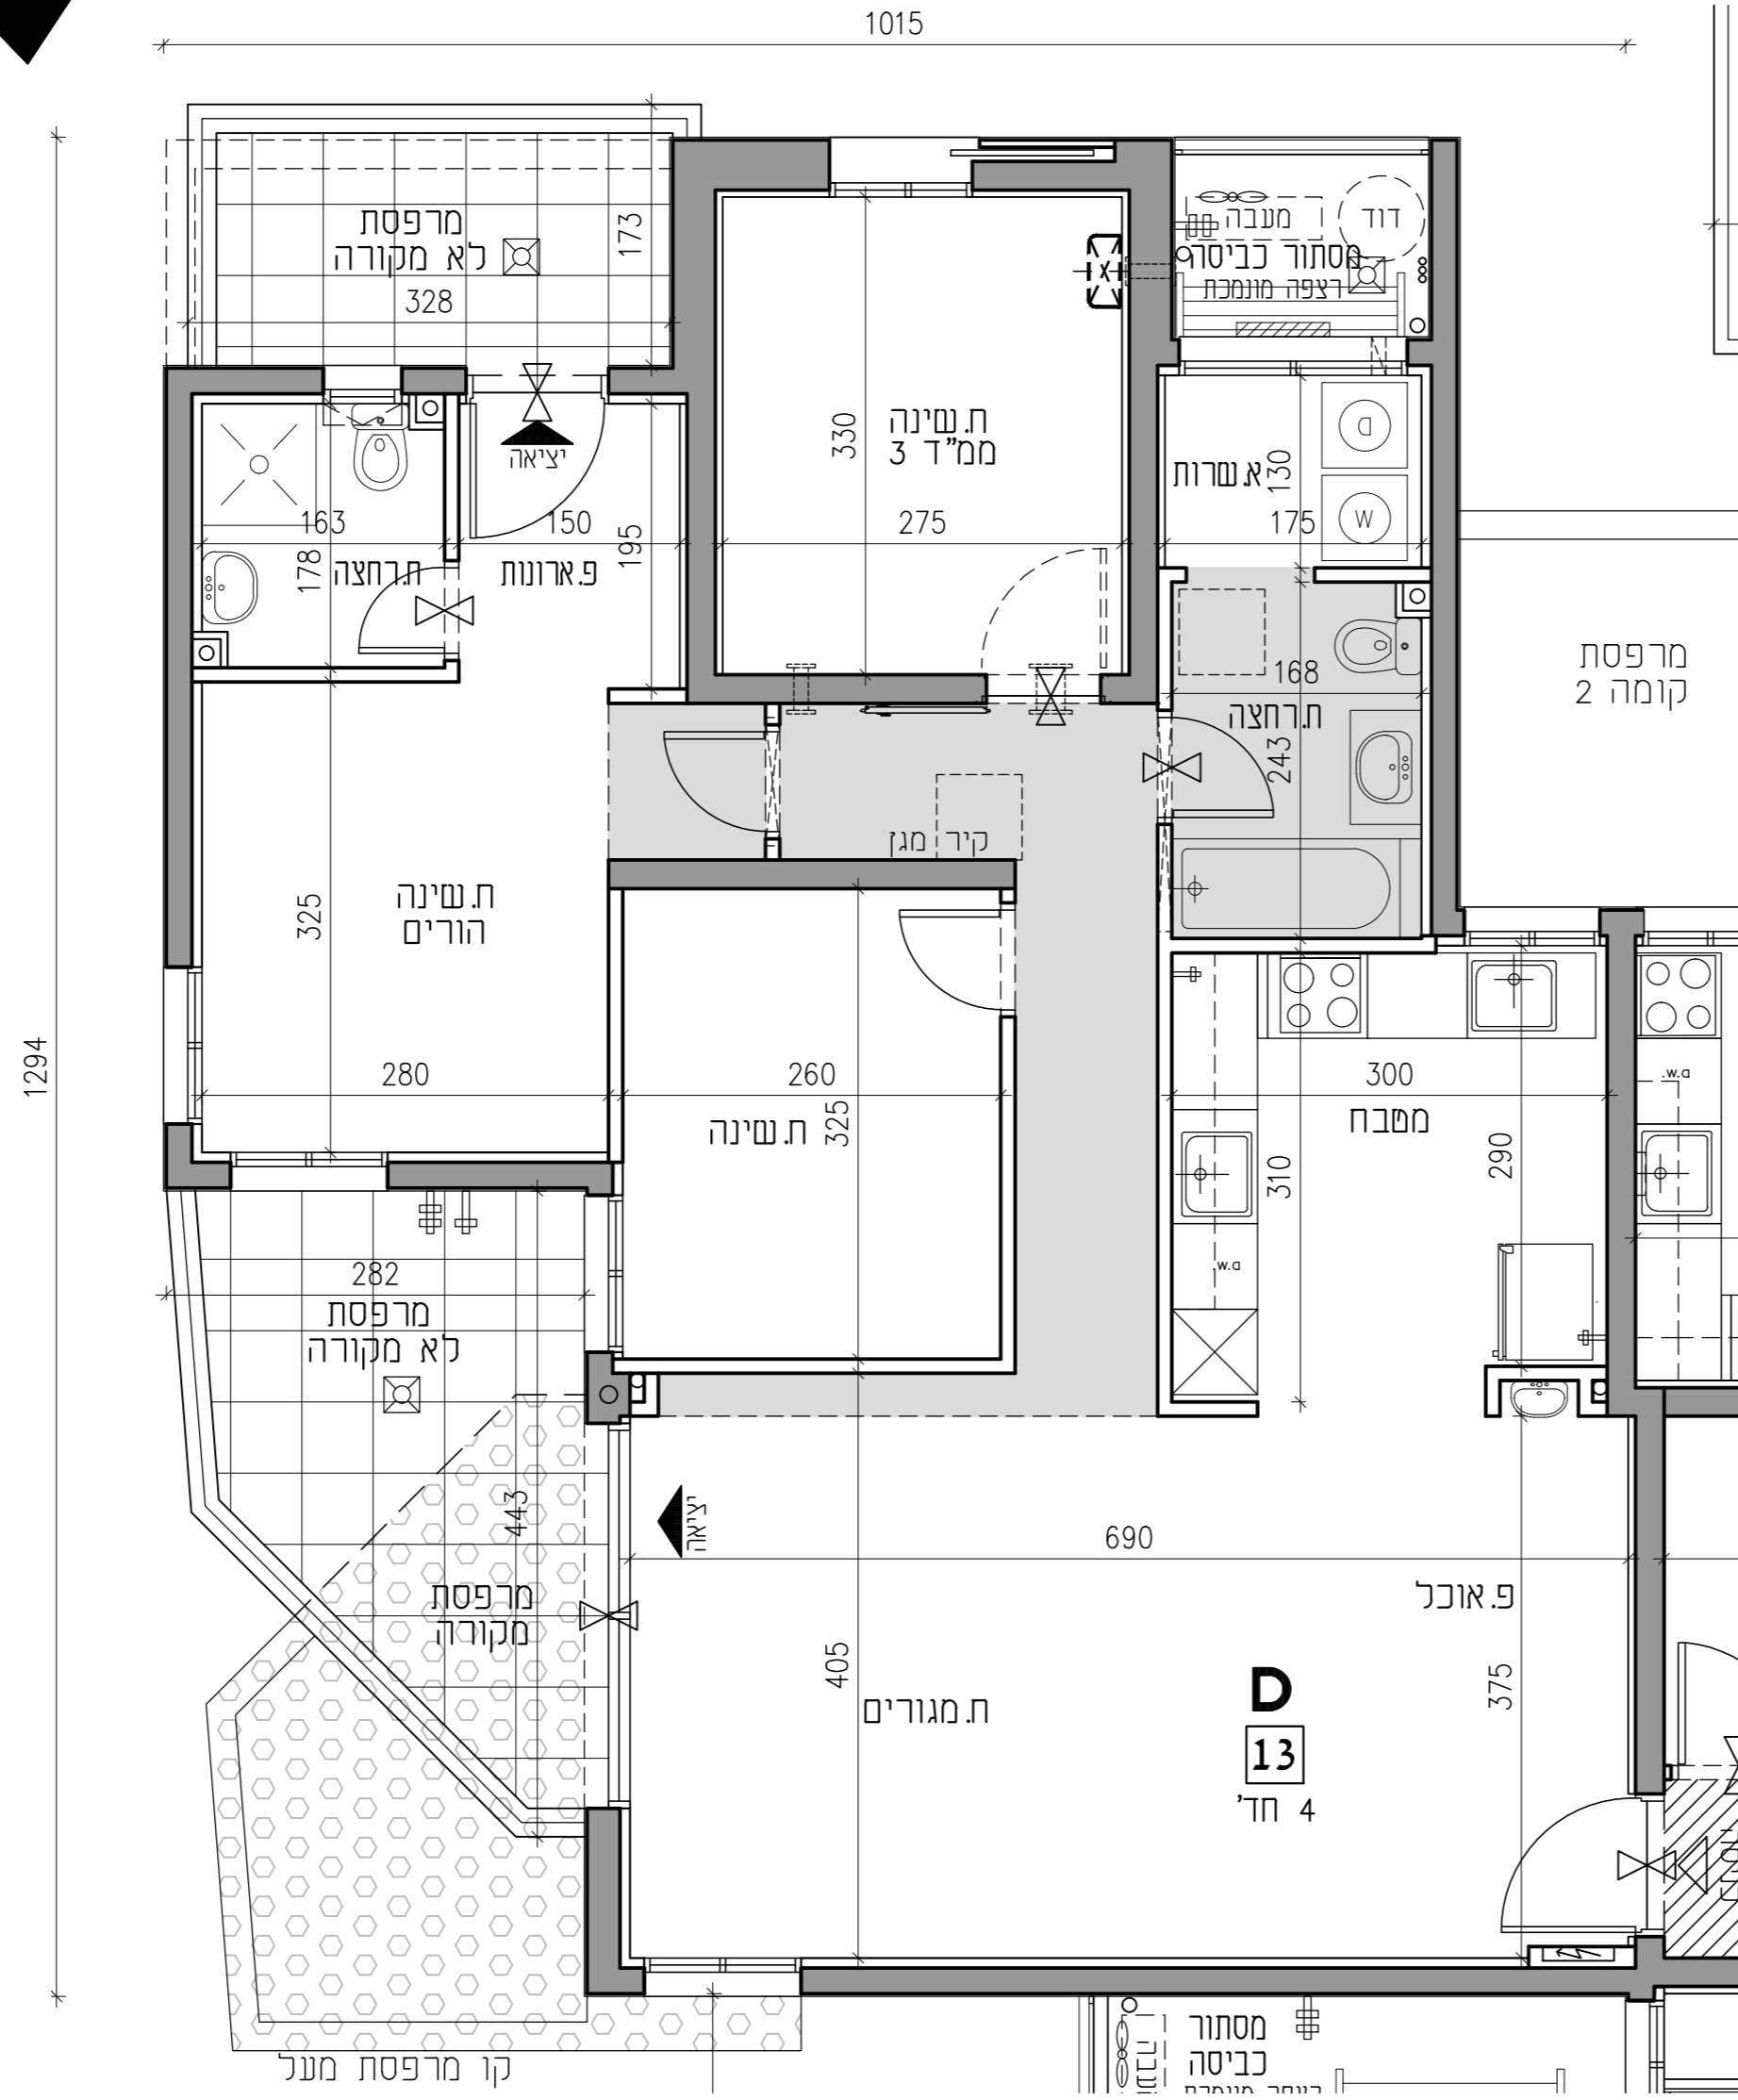 1015
1294
מרפסת
לא מקורה
328
173
מעבה
דוד
מסתור כביסה
רצפה מונמכת
יציאה
163
178
ח.רחצה
150
195
פ.ארונות
330
ח.שינה
ממ"ד 3
275
א.שרות
130
175
D
W
168
ח.רחצה
243
מרפסת
קומה 2
קיר מגן
ח.שינה
הורים
325
280
260
ח.שינה
325
300
מטבח
310
290
D.W.
D.W.
282
מרפסת
לא מקורה
443
מרפסת
מקורה
יציאה
690
פ.אוכל
405
375
ח.מגורים
D
13
4 חד'
קו מרפסת מעל
מסתור
כביסה